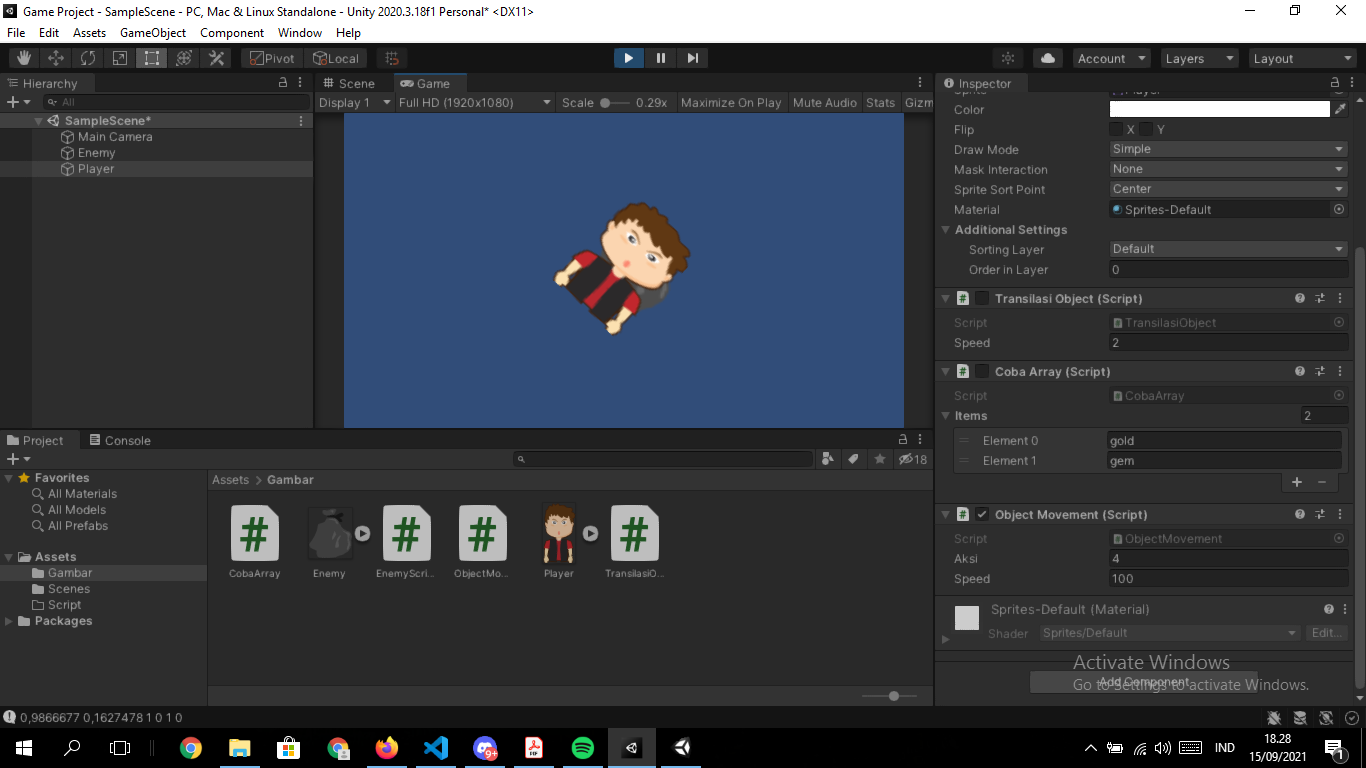 Game Project - SampleScene - PC, Mac & Linux Standalone - Unity 2020.3.18f1 Personal* <DX11>
File Edit Assets GameObject Component Window Help
Pivot Local Account Layers Layout
Hierarchy
All
SampleScene*
Main Camera
Enemy
Player
Scene Game
Display 1 Full HD (1920x1080) Scale 0.29x Maximize On Play Mute Audio Stats Gizm
Inspector
Sprite Player
Color
Flip X Y
Draw Mode Simple
Mask Interaction None
Sprite Sort Point Center
Material Sprites-Default
Additional Settings
Sorting Layer Default
Order in Layer 0
# Transilasi Object (Script)
Script TransilasiObject
Speed 2
# Coba Array (Script)
Script CobaArray
Items 2
Element 0 gold
Element 1 gem
+ −
# Object Movement (Script)
Script ObjectMovement
Aksi 4
Speed 100
Sprites-Default (Material)
Shader Sprites/Default Edit...
Add Component
Activate Windows
Go to Settings to activate Windows.
Project Console
18
Favorites
All Materials
All Models
All Prefabs
Assets
Gambar
Scenes
Script
Packages
Assets > Gambar
# # # #
CobaArray Enemy EnemyScri... ObjectMo... Player TransilasiO...
0,9866677 0,1627478 1 0 1 0
9+
PDF
IND
18.28
15/09/2021
1